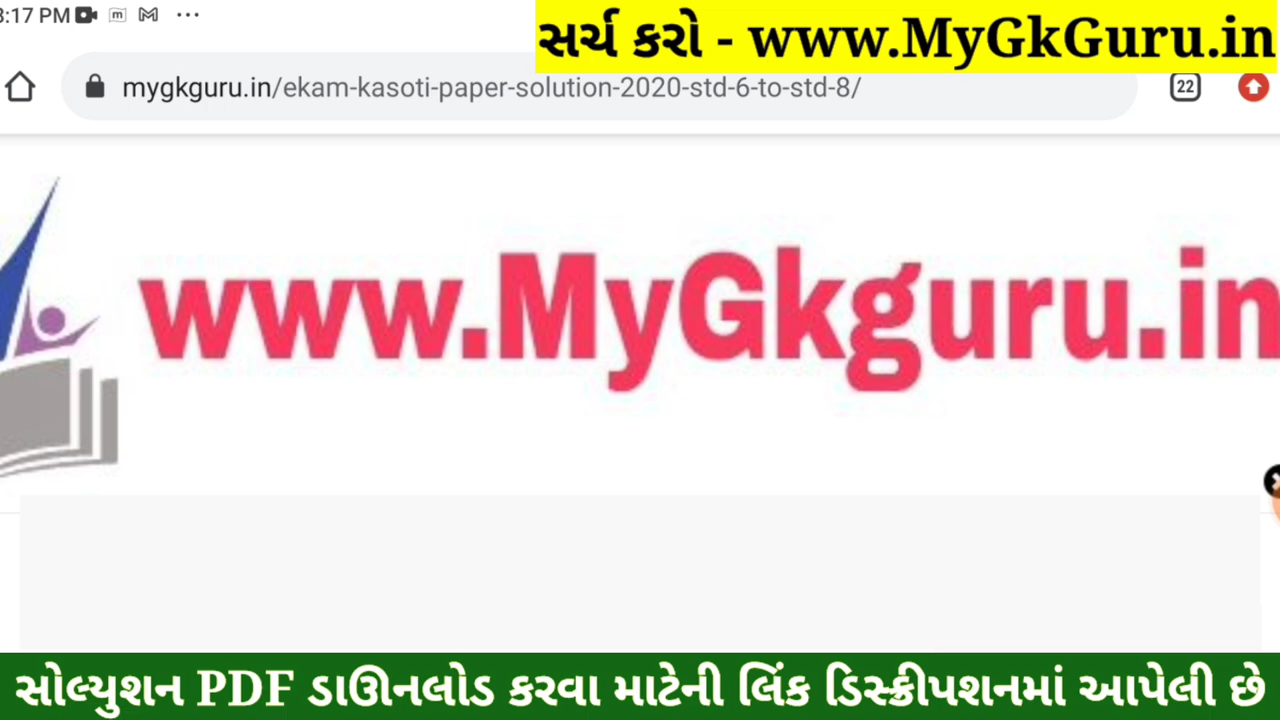 3:17 PM
સર્ચ કરો - www.MyGkGuru.in
mygkguru.in/ekam-kasoti-paper-solution-2020-std-6-to-std-8/
22
www.MyGkguru.in
સોલ્યુશન PDF ડાઊનલોડ કરવા માટેની લિંક ડિસ્ક્રીપશનમાં આપેલી છે